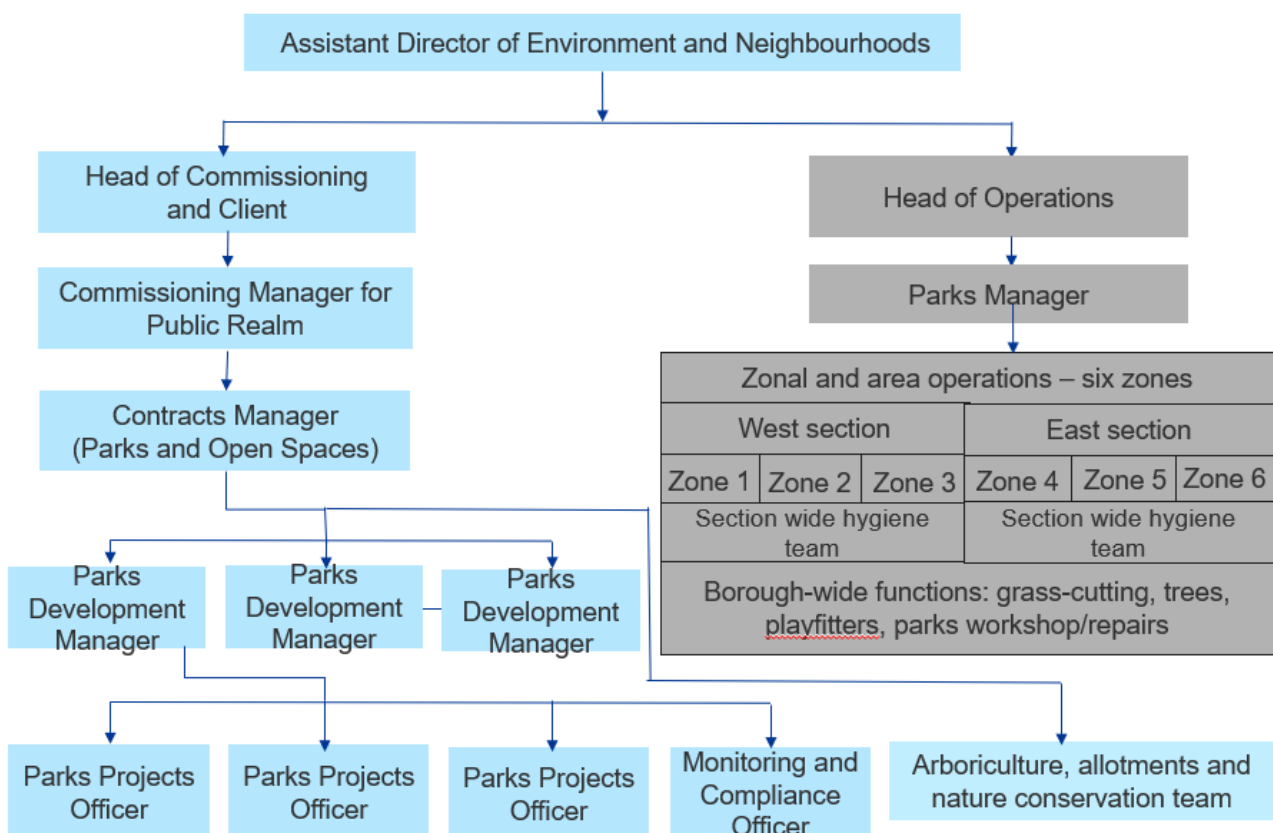 Assistant Director of Environment and Neighbourhoods
Head of Commissioning
and Client
Head of Operations
Commissioning Manager for
Public Realm
Parks Manager
Contracts Manager
(Parks and Open Spaces)
Zonal and area operations – six zones
West section
East section
Zone 1
Zone 2
Zone 3
Zone 4
Zone 5
Zone 6
Section wide hygiene
team
Section wide hygiene
team
Borough-wide functions: grass-cutting, trees,
playfitters, parks workshop/repairs
Parks
Development
Manager
Parks
Development
Manager
Parks
Development
Manager
Parks Projects
Officer
Parks Projects
Officer
Parks Projects
Officer
Monitoring and
Compliance
Officer
Arboriculture, allotments and
nature conservation team